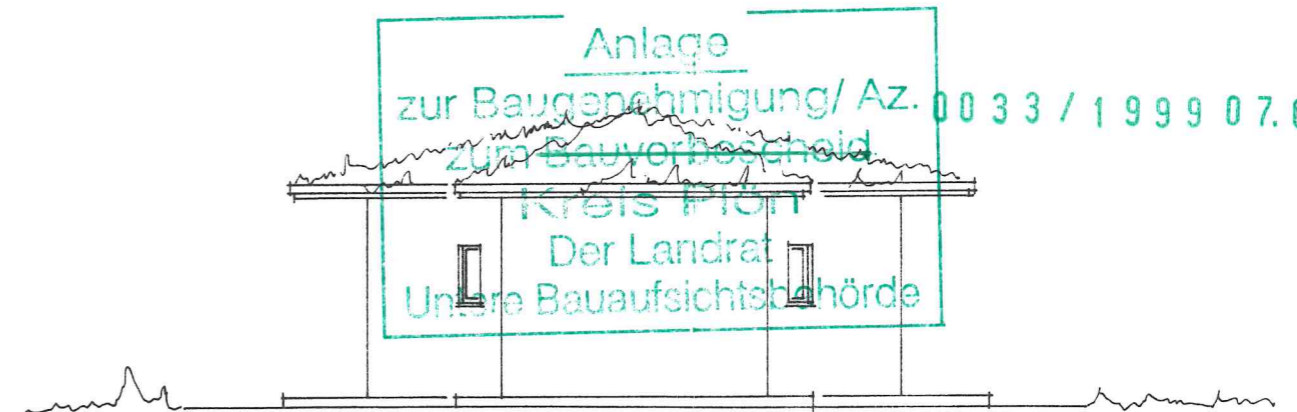 Anlage
zur Baugenehmigung/ Az. 0033/1999 07.
zum Bauvorbescheid
Kreis Plön
Der Landrat
Untere Bauaufsichtsbehörde